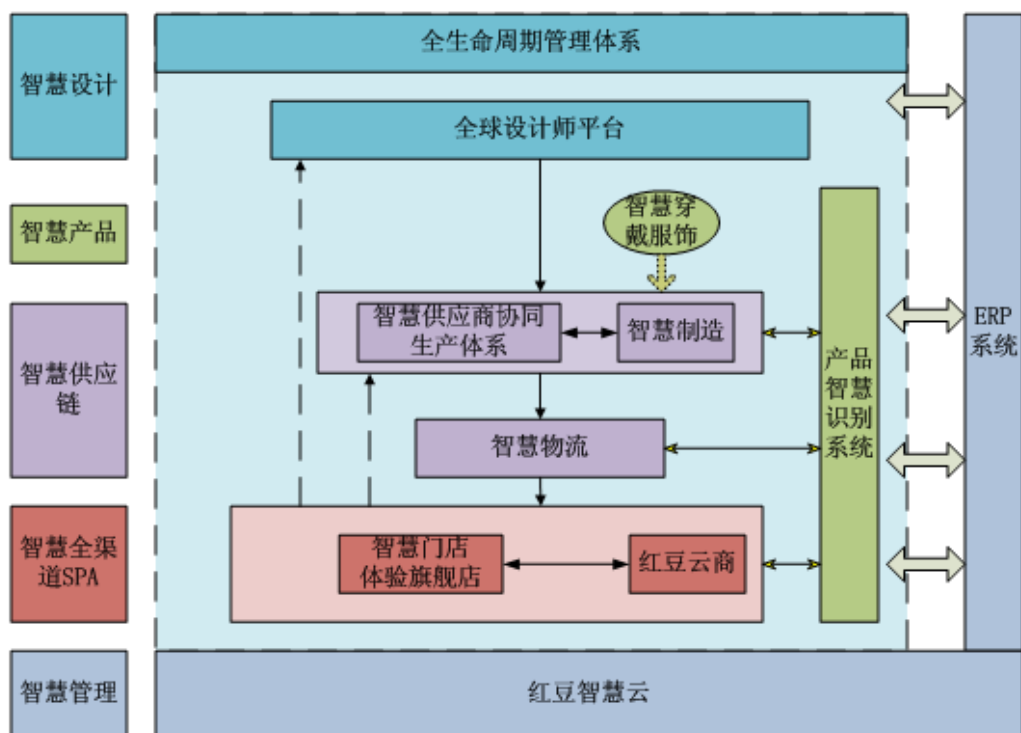 全生命周期管理体系
智慧设计
全球设计师平台
智慧产品
智慧穿
戴服饰
智慧供应
链
智慧供应商协同
生产体系
智慧制造
ERP
系统
产品
智慧
识别
系统
智慧物流
智慧全渠
道SPA
智慧门店
体验旗舰店
红豆云商
智慧管理
红豆智慧云